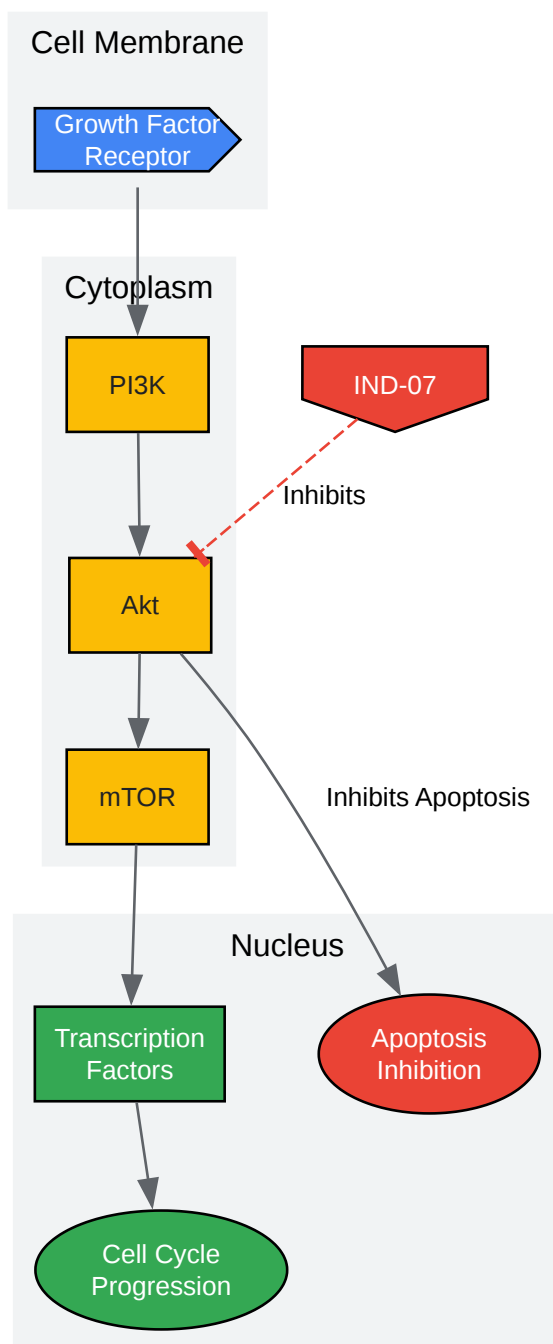 Cell Membrane
Growth Factor
Receptor
Cytoplasm
PI3K
IND-07
Inhibits
Akt
mTOR
Inhibits Apoptosis
Nucleus
Transcription
Factors
Apoptosis
Inhibition
Cell Cycle
Progression